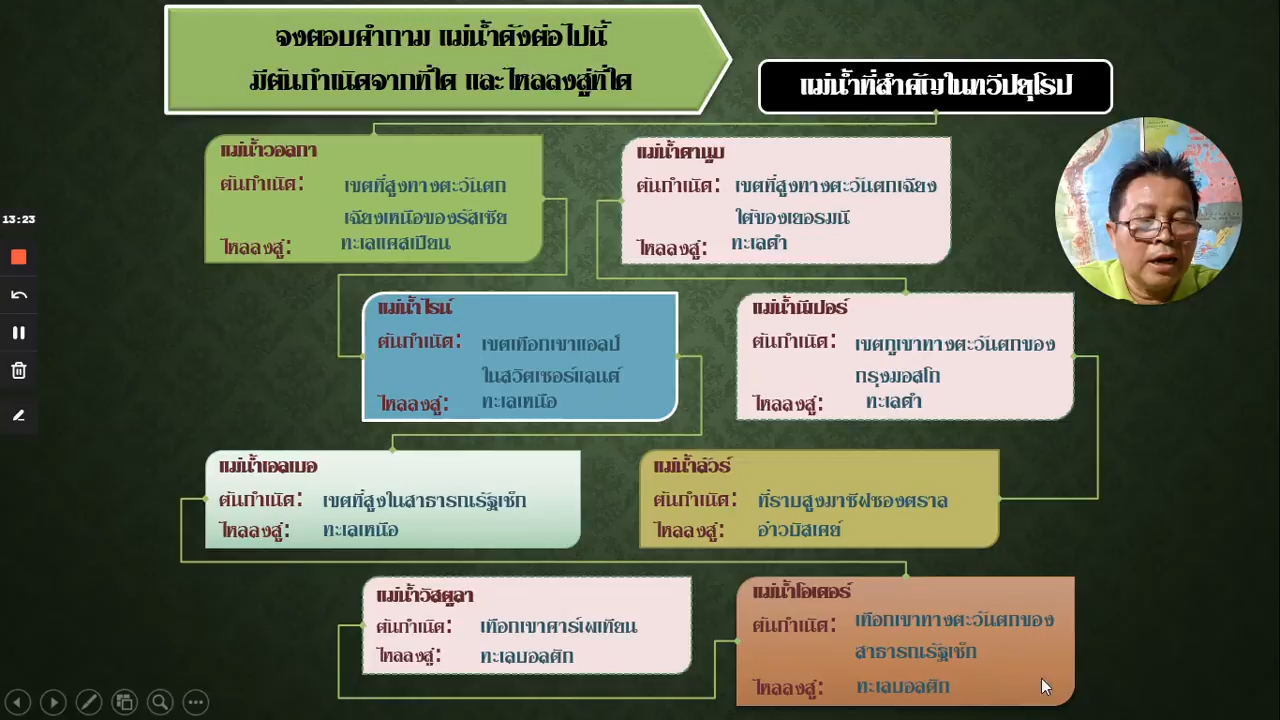 จงตอบคำถาม แม่น้ำดังต่อไปนี้
มีต้นกำเนิดจากที่ใด และไหลลงสู่ที่ใด
แม่น้ำที่สำคัญในทวีปยุโรป
แม่น้ำวอลกา
ต้นกำเนิด: เขตที่สูงทางตะวันตก
เฉียงเหนือของรัสเซีย
ไหลลงสู่: ทะเลแคสเปียน
แม่น้ำดานูบ
ต้นกำเนิด: เขตที่สูงทางตะวันตกเฉียง
ใต้ของเยอรมนี
ไหลลงสู่: ทะเลดำ
13:23
แม่น้ำไรน์
ต้นกำเนิด: เขตเทือกเขาแอลป์
ในสวิตเซอร์แลนด์
ไหลลงสู่: ทะเลเหนือ
แม่น้ำนีเปอร์
ต้นกำเนิด: เขตภูเขาทางตะวันตกของ
กรุงมอสโก
ไหลลงสู่: ทะเลดำ
แม่น้ำเอลเบอ
ต้นกำเนิด: เขตที่สูงในสาธารณรัฐเช็ก
ไหลลงสู่: ทะเลเหนือ
แม่น้ำลัวร์
ต้นกำเนิด: ที่ราบสูงมาซีฟซองตราล
ไหลลงสู่: อ่าวบิสเคย์
แม่น้ำวิสตูลา
ต้นกำเนิด: เทือกเขาคาร์เพเทียน
ไหลลงสู่: ทะเลบอลติก
แม่น้ำโอเดอร์
ต้นกำเนิด: เทือกเขาทางตะวันตกของ
สาธารณรัฐเช็ก
ไหลลงสู่: ทะเลบอลติก